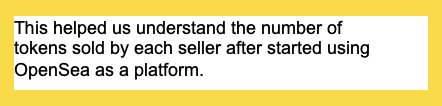 This helped us understand the number of
tokens sold by each seller after started using
OpenSea as a platform.